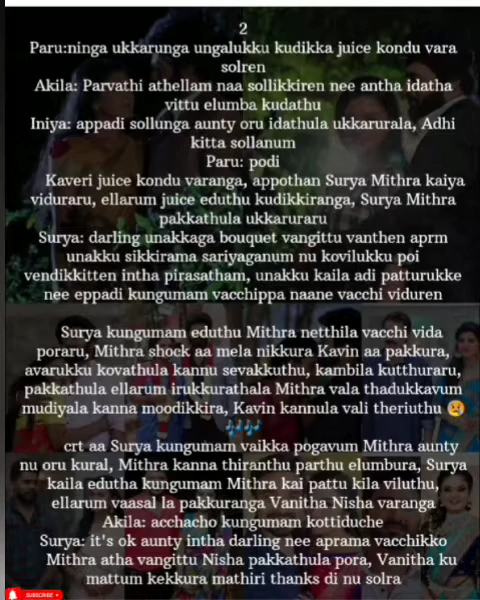 2
Paru:ninga ukkarunga ungalukku kudikka juice kondu vara
solren
Akila: Parvathi athellam naa sollikkiren nee antha idatha
vittu elumba kudathu
Iniya: appadi sollunga aunty oru idathula ukkarurala, Adhi
kitta sollanum
Paru: podi
Kaveri juice kondu varanga, appothan Surya Mithra kaiya
viduraru, ellarum juice eduthu kudikkiranga, Surya Mithra
pakkathula ukkaruraru
Surya: darling unakkaga bouquet vangittu vanthen aprm
unakku sikkirama sariyaganum nu kovilukku poi
vendikkitten intha pirasatham, unakku kaila adi patturukke
nee eppadi kungumam vacchippa naane vacchi viduren
Surya kungumam eduthu Mithra netthila vacchi vida
poraru, Mithra shock aa mela nikkura Kavin aa pakkura,
avarukku kovathula kannu sevakkuthu, kambila kutthuraru,
pakkathula ellarum irukkurathala Mithra vala thadukkavum
mudiyala kanna moodikkira, Kavin kannula vali theriuthu 😢
🎶🎶
crt aa Surya kungumam vaikka pogavum Mithra aunty
nu oru kural, Mithra kanna thiranthu parthu elumbura, Surya
kaila edutha kungumam Mithra kai pattu kila viluthu,
ellarum vaasal la pakkuranga Vanitha Nisha varanga
Akila: acchacho kungumam kottiduche
Surya: it's ok aunty intha darling nee aprama vacchikko
Mithra atha vangittu Nisha pakkathula pora, Vanitha ku
mattum kekkura mathiri thanks di nu solra
SUBSCRIBE